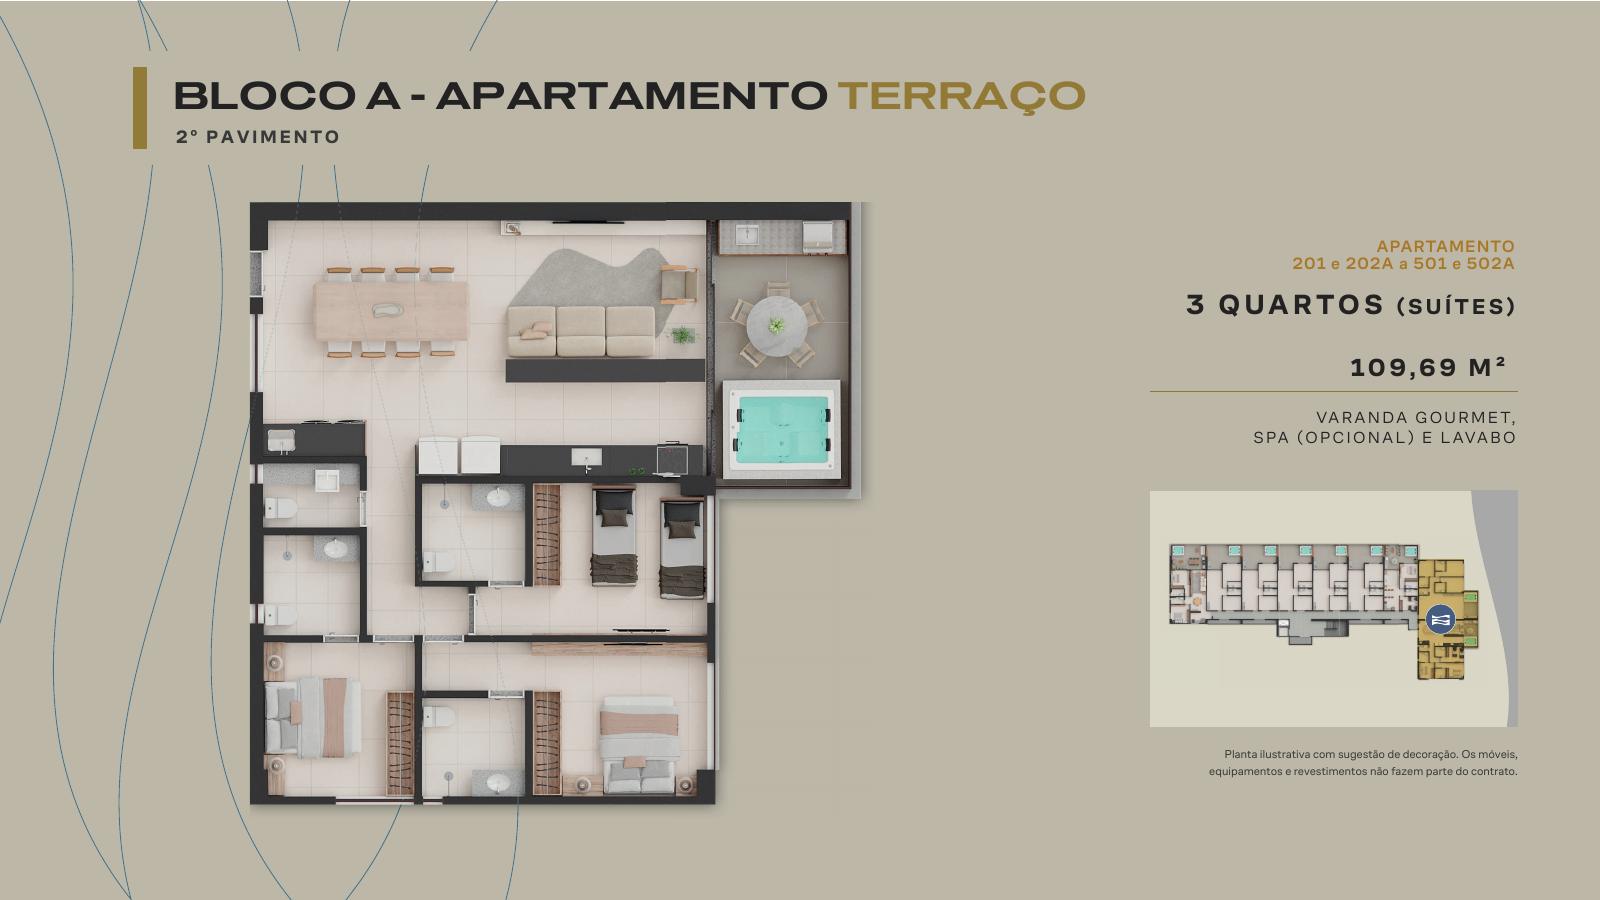 BLOCO A - APARTAMENTO TERRAÇO
2º PAVIMENTO
APARTAMENTO
201 e 202A a 501 e 502A
3 QUARTOS (SUÍTES)
109,69 M²
VARANDA GOURMET,
SPA (OPCIONAL) E LAVABO
Planta ilustrativa com sugestão de decoração. Os móveis,
equipamentos e revestimentos não fazem parte do contrato.